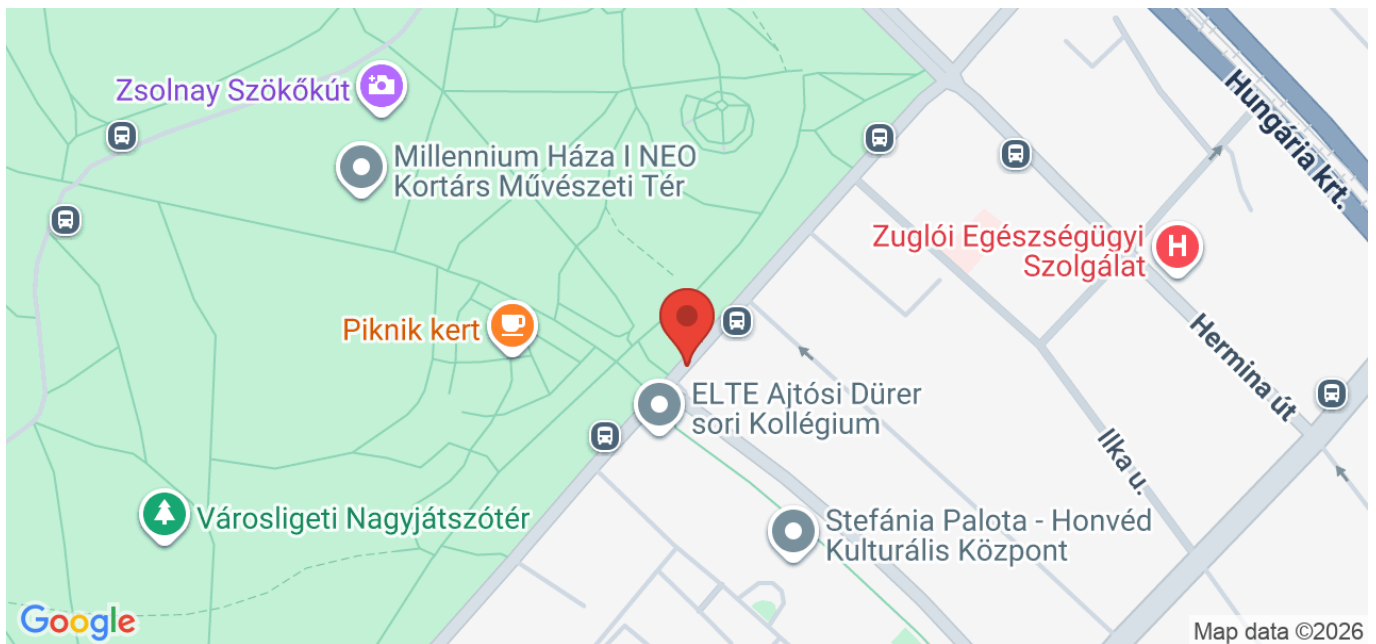 Zsolnay Szökőkút
Millennium Háza I NEO
Kortárs Művészeti Tér
Hungária krt.
Zuglói Egészségügyi
Szolgálat
H
Piknik kert
Hermina út
ELTE Ajtósi Dürer
sori Kollégium
Ilka u.
Városligeti Nagyjátszótér
Stefánia Palota - Honvéd
Kulturális Központ
Google
Map data ©2026